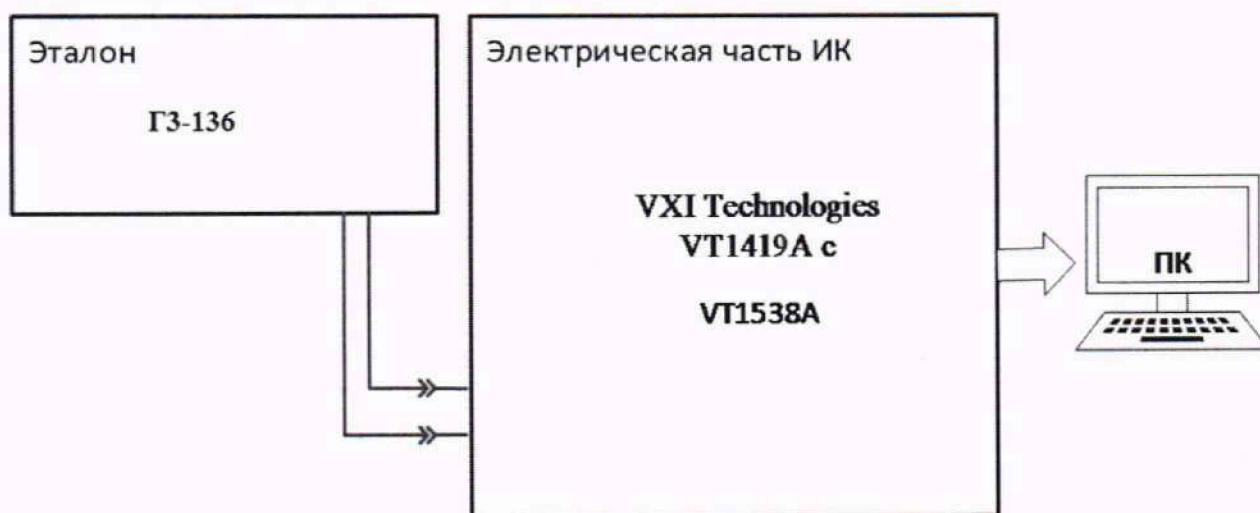 Эталон
Г3-136
Электрическая часть ИК
VXI Technologies
VT1419A с
VT1538A
ПК